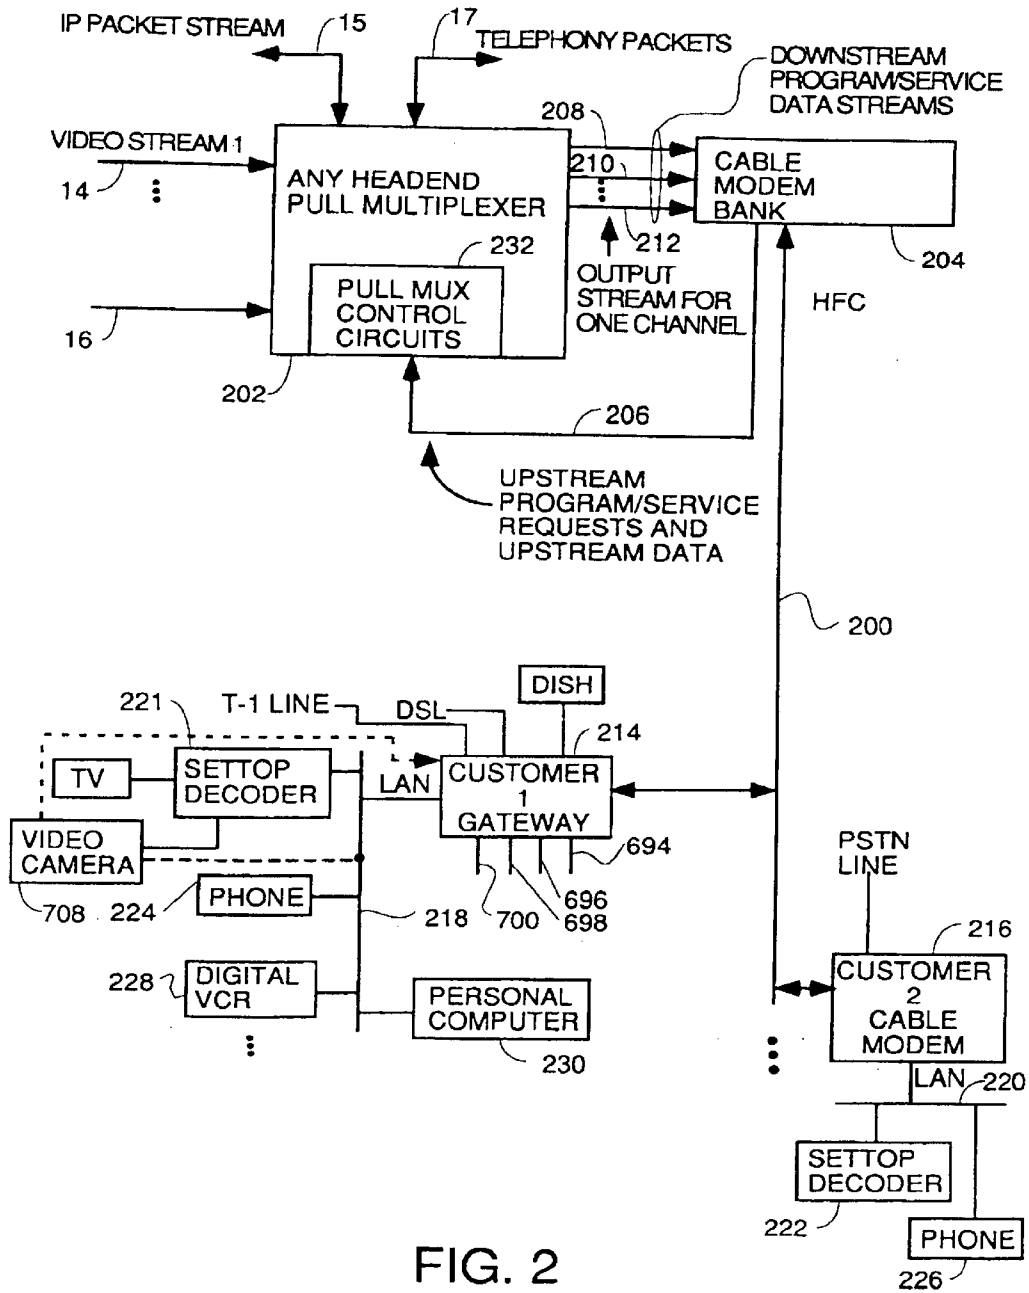 IP PACKET STREAM
15
17
TELEPHONY PACKETS
DOWNSTREAM
PROGRAM/SERVICE
DATA STREAMS
VIDEO STREAM 1
14
16
ANY HEADEND
PULL MULTIPLEXER
232
PULL MUX
CONTROL
CIRCUITS
202
208
210
212
OUTPUT
STREAM FOR
ONE CHANNEL
CABLE
MODEM
BANK
204
HFC
206
UPSTREAM
PROGRAM/SERVICE
REQUESTS AND
UPSTREAM DATA
200
DISH
T-1 LINE
DSL
214
221
SETTOP
DECODER
TV
LAN
CUSTOMER
1
GATEWAY
VIDEO
CAMERA
708
224
PHONE
218
700
698
696
694
228
DIGITAL
VCR
PERSONAL
COMPUTER
230
PSTN
LINE
216
CUSTOMER
2
CABLE
MODEM
LAN
220
SETTOP
DECODER
222
PHONE
226
FIG. 2